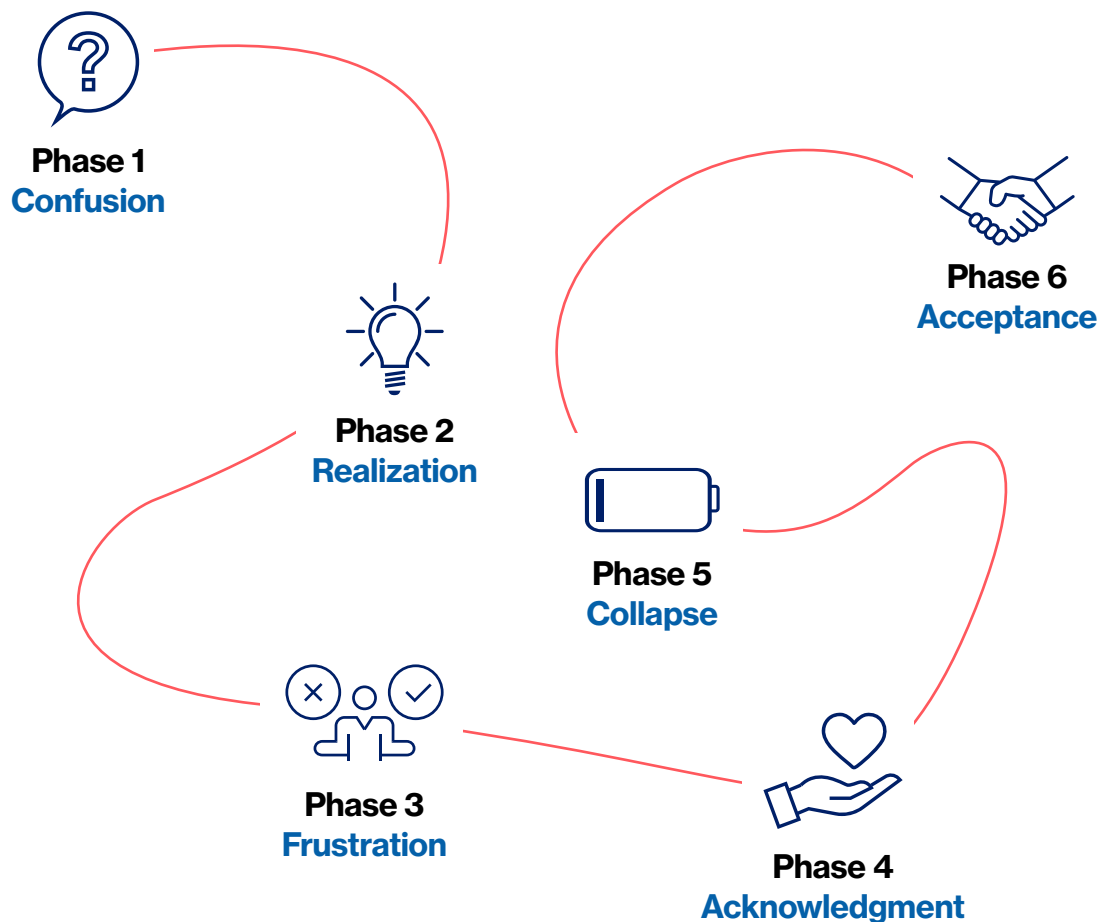 Phase 1
Confusion
Phase 2
Realization
Phase 3
Frustration
Phase 4
Acknowledgment
Phase 5
Collapse
Phase 6
Acceptance